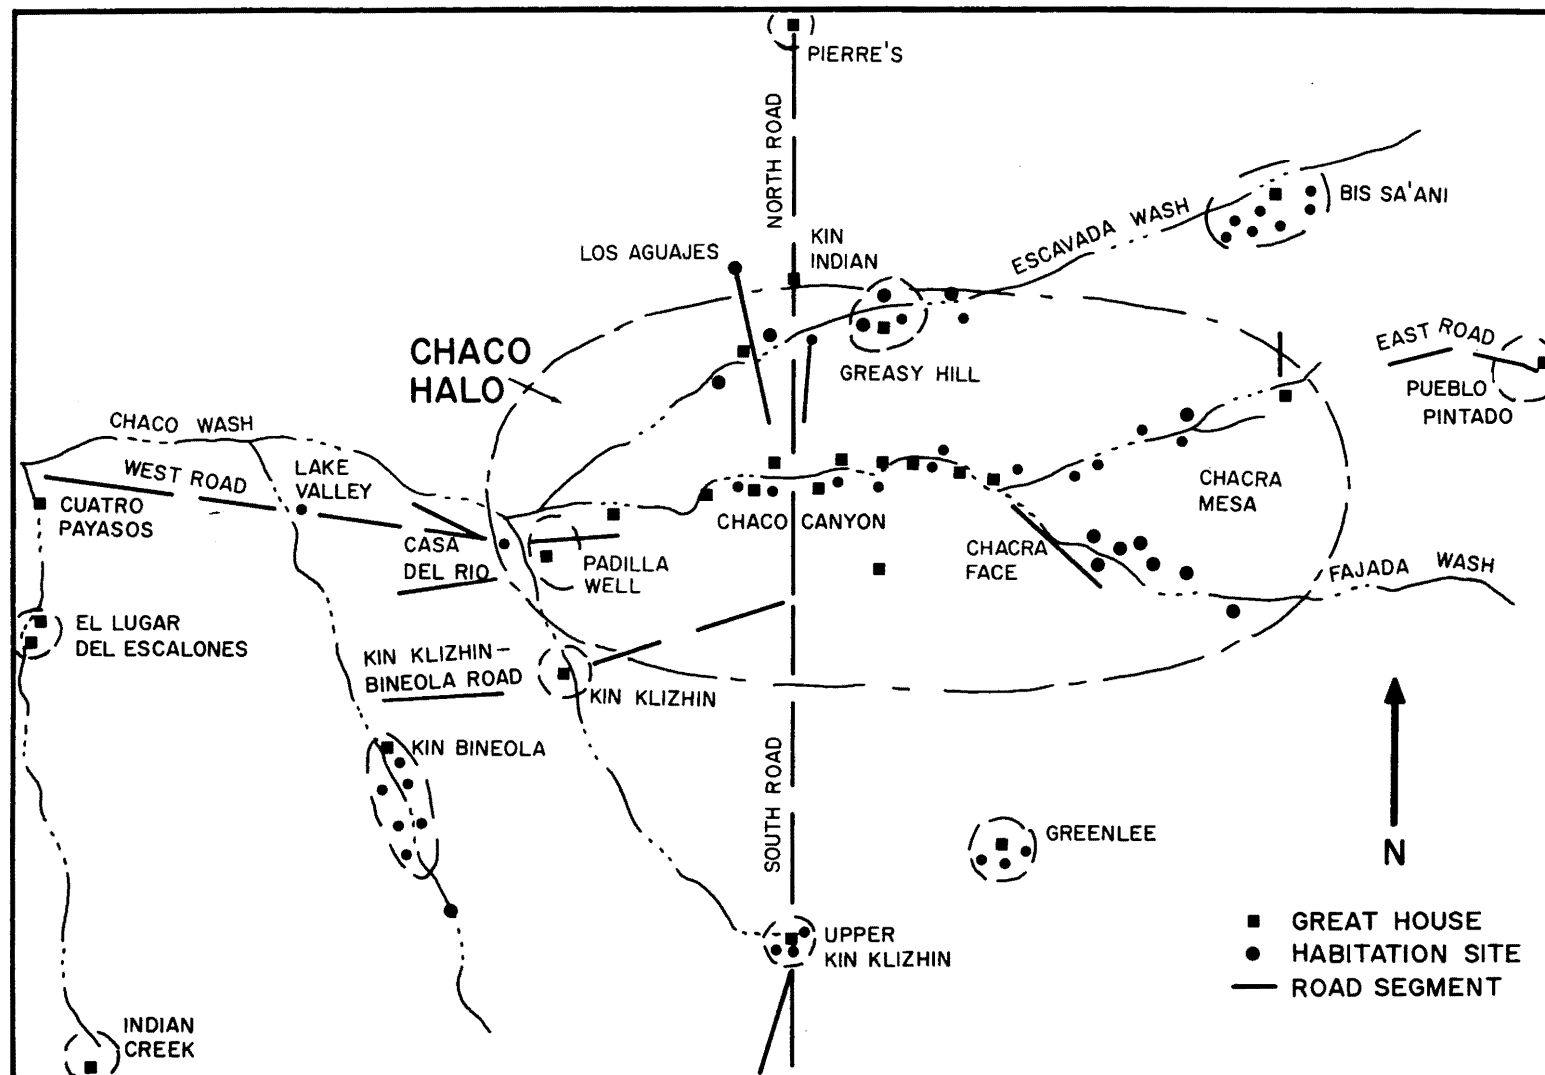 PIERRE'S
NORTH ROAD
BIS SA'ANI
ESCAVADA WASH
LOS AGUAJES
KIN
INDIAN
CHACO
HALO
GREASY HILL
EAST ROAD
PUEBLO
PINTADO
CHACO WASH
WEST ROAD
LAKE
VALLEY
CUATRO
PAYASOS
CASA
DEL RIO
PADILLA
WELL
CHACO CANYON
CHACRA
MESA
CHACRA
FACE
FAJADA WASH
EL LUGAR
DEL ESCALONES
KIN KLIZHIN-
BINEOLA ROAD
KIN KLIZHIN
KIN BINEOLA
SOUTH ROAD
GREENLEE
N
UPPER
KIN KLIZHIN
GREAT HOUSE
HABITATION SITE
ROAD SEGMENT
INDIAN
CREEK